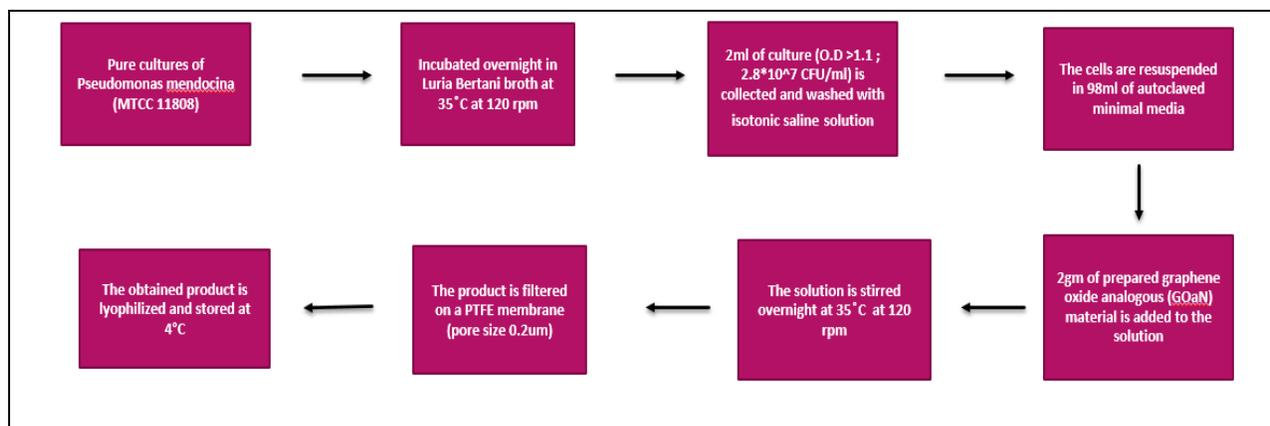 Pure cultures of
Pseudomonas mendocina
(MTCC 11808)
Incubated overnight in
Luria Bertani broth at
35˚C at 120 rpm
2ml of culture (O.D >1.1 ;
2.8*10^7 CFU/ml) is
collected and washed with
isotonic saline solution
The cells are resuspended
in 98ml of autoclaved
minimal media
2gm of prepared graphene
oxide analogous (GOaN)
material is added to the
solution
The solution is stirred
overnight at 35˚C at 120
rpm
The product is filtered
on a PTFE membrane
(pore size 0.2um)
The obtained product is
lyophilized and stored at
4°C